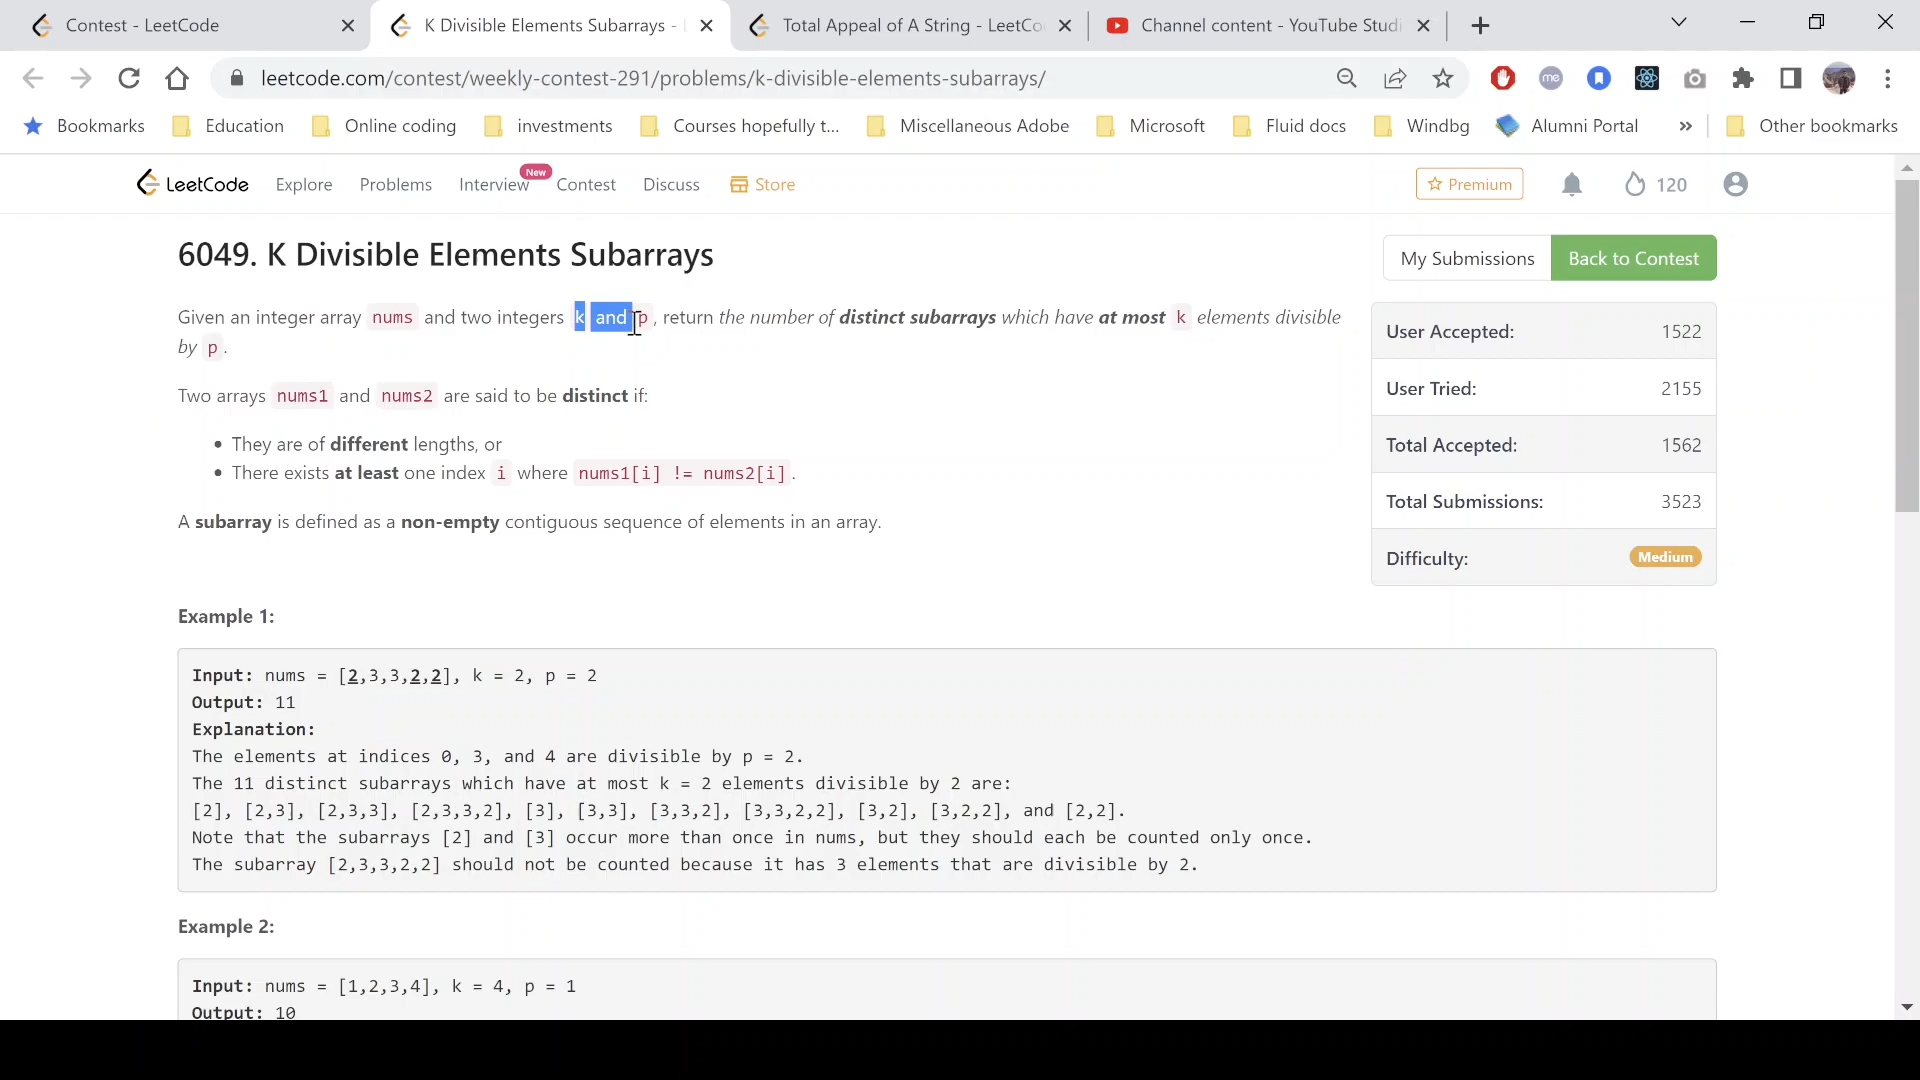 Contest - LeetCode
K Divisible Elements Subarrays -
Total Appeal of A String - LeetCo
Channel content - YouTube Studi
leetcode.com/contest/weekly-contest-291/problems/k-divisible-elements-subarrays/
me
Bookmarks Education Online coding investments Courses hopefully t... Miscellaneous Adobe Microsoft Fluid docs Windbg Alumni Portal » Other bookmarks
LeetCode Explore Problems Interview New Contest Discuss Store Premium 120
6049. K Divisible Elements Subarrays
My Submissions Back to Contest
Given an integer array nums and two integers k and p, return the number of distinct subarrays which have at most k elements divisible
by p.
Two arrays nums1 and nums2 are said to be distinct if:
• They are of different lengths, or
• There exists at least one index i where nums1[i] != nums2[i].
A subarray is defined as a non-empty contiguous sequence of elements in an array.
User Accepted: 1522
User Tried: 2155
Total Accepted: 1562
Total Submissions: 3523
Difficulty: Medium
Example 1:
Input: nums = [2,3,3,2,2], k = 2, p = 2
Output: 11
Explanation:
The elements at indices 0, 3, and 4 are divisible by p = 2.
The 11 distinct subarrays which have at most k = 2 elements divisible by 2 are:
[2], [2,3], [2,3,3], [2,3,3,2], [3], [3,3], [3,3,2], [3,3,2,2], [3,2], [3,2,2], and [2,2].
Note that the subarrays [2] and [3] occur more than once in nums, but they should each be counted only once.
The subarray [2,3,3,2,2] should not be counted because it has 3 elements that are divisible by 2.
Example 2:
Input: nums = [1,2,3,4], k = 4, p = 1
Output: 10